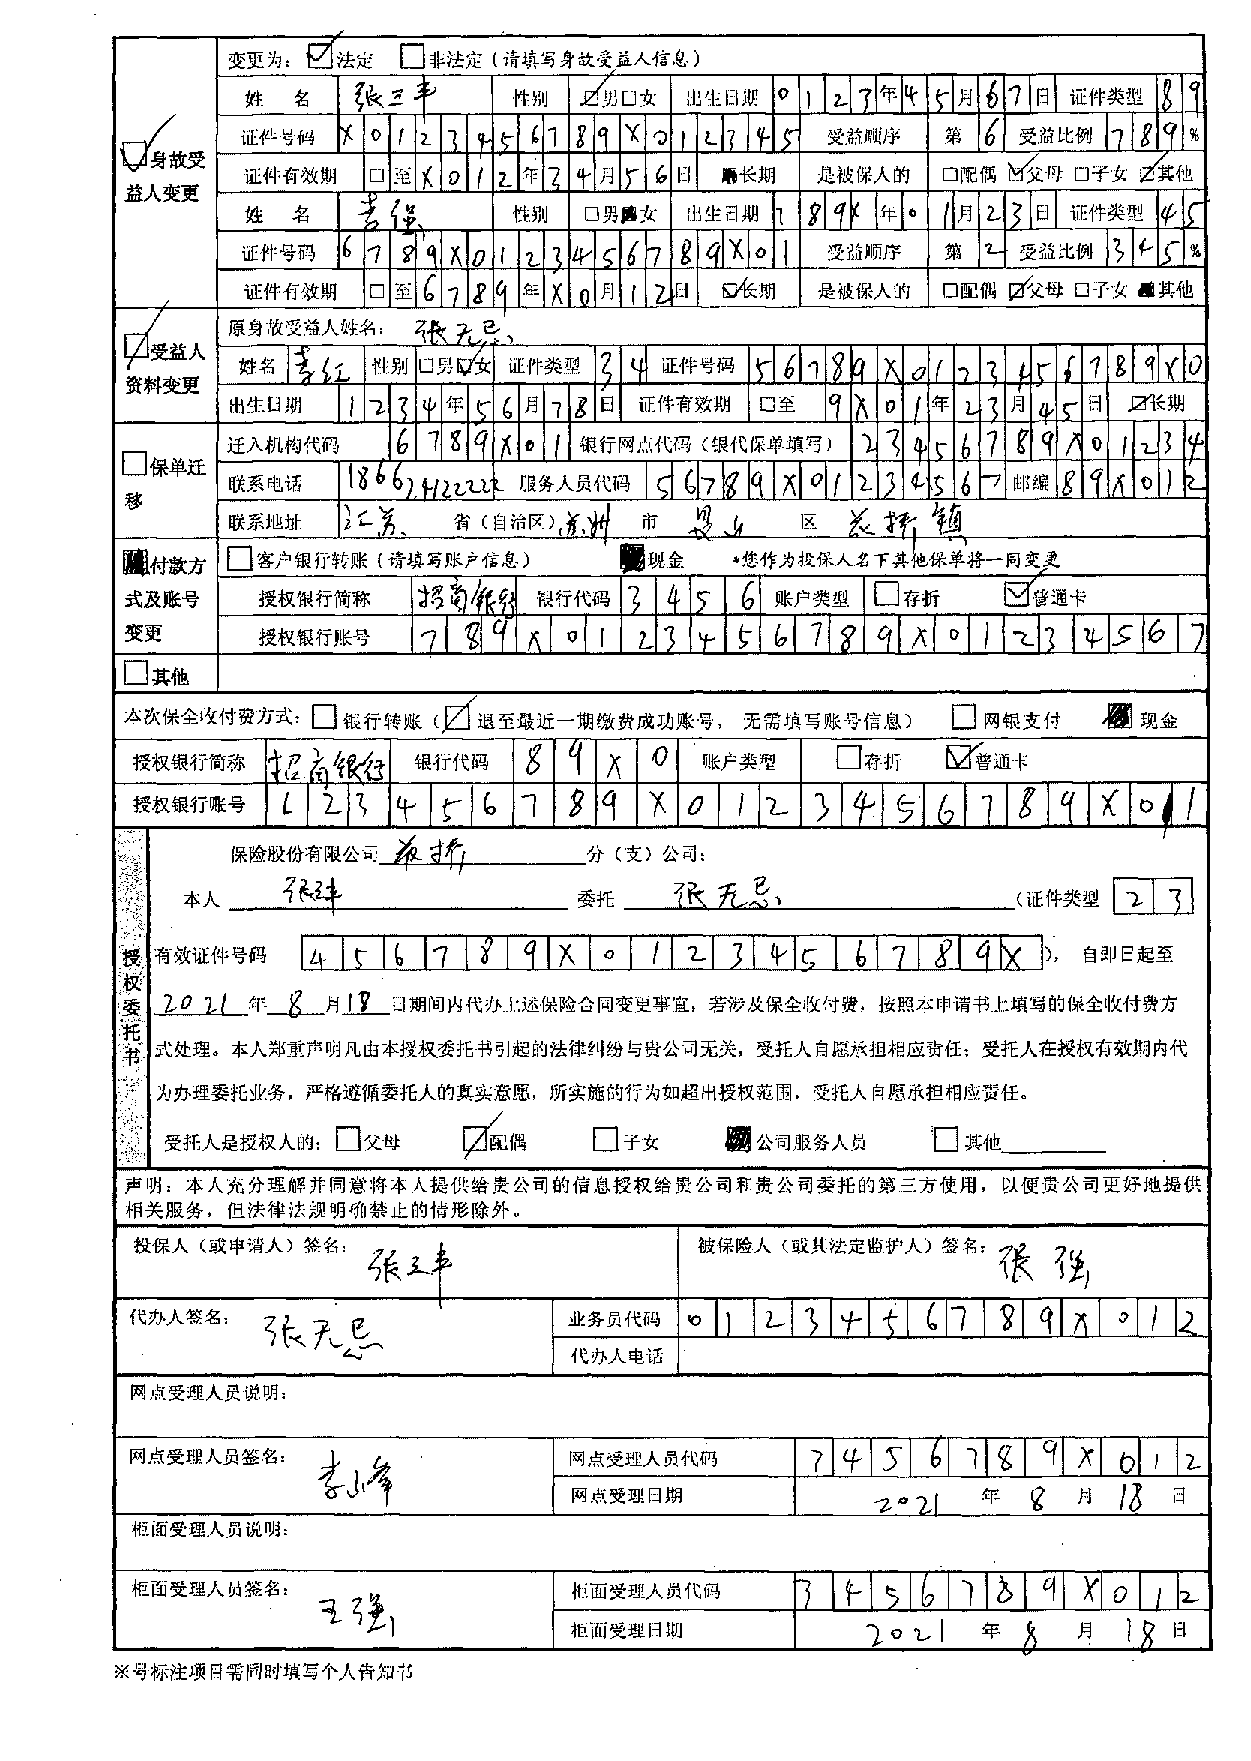 变更为：☑法定 □非法定（请填写身故受益人信息）
☑身故受益人变更
姓 名 张三丰 性别 ☑男□女 出生日期 0123年45月67日 证件类型 89
证件号码 X0123456789X012345 受益顺序 第6 受益比例 789%
证件有效期 □至X012年34月56日 ■长期 是被保人的 □配偶 ☑父母 □子女 ☑其他
姓 名 李强 性别 □男■女 出生日期 789X年01月23日 证件类型 45
证件号码 6789X0123456789X01 受益顺序 第2 受益比例 345%
证件有效期 □至6789年X0月12日 ☑长期 是被保人的 □配偶 ☑父母 □子女 ■其他
☑受益人资料变更
原身故受益人姓名：张无忌
姓名 李红 性别 □男☑女 证件类型 34 证件号码 56789X0123456789X0
出生日期 1234年56月78日 证件有效期 □至 9X01年23月45日 ☑长期
□保单迁移
迁入机构代码 6789X01 银行网点代码（银代保单填写）23456789X01234
联系电话 服务人员代码 56789X01234567 邮编 89X012
联系地址 江苏 省（自治区）苏州 市 昆山 区 镇
■付款方式及账号变更
□客户银行转账（请填写账户信息） ■现金 *您作为投保人名下其他保单将一同变更
授权银行简称 招商银行 银行代码 3456 账户类型 □存折 ☑普通卡
授权银行账号 789X0123456789X01234567
□其他
本次保全收付费方式：□银行转账（☑退至最近一期缴费成功账号，无需填写账号信息） □网银支付 ■现金
授权银行简称 招商银行 银行代码 89X0 账户类型 □存折 ☑普通卡
授权银行账号 123456789X0123456789X01
授权委托书
保险股份有限公司 分（支）公司：
本人 张三丰 委托 张无忌 （证件类型 23
有效证件号码 456789X0123456789X ），自即日起至
2021年8月18日期间内代办上述保险合同变更事宜；若涉及保全收付费，按照本申请书上填写的保全收付费方
式处理。本人郑重声明凡由本授权委托书引起的法律纠纷与贵公司无关，受托人自愿承担相应责任；受托人在授权有效期内代
为办理委托业务，严格遵循委托人的真实意愿，所实施的行为如超出授权范围，受托人自愿承担相应责任。
受托人是授权人的：□父母 ☑配偶 □子女 ■公司服务人员 □其他
声明：本人充分理解并同意将本人提供给贵公司的信息授权给贵公司和贵公司委托的第三方使用，以便贵公司更好地提供
相关服务，但法律法规明确禁止的情形除外。
投保人（或申请人）签名：张三丰 被保险人（或其法定监护人）签名：张强
代办人签名：张无忌 业务员代码 0123456789X012
代办人电话
网点受理人员说明：
网点受理人员签名：李小峰 网点受理人员代码 3456789X012
网点受理日期 2021年8月18日
柜面受理人员说明：
柜面受理人员签名：王强 柜面受理人员代码 3456789X012
柜面受理日期 2021年8月18日
※号标注项目需同时填写个人告知书